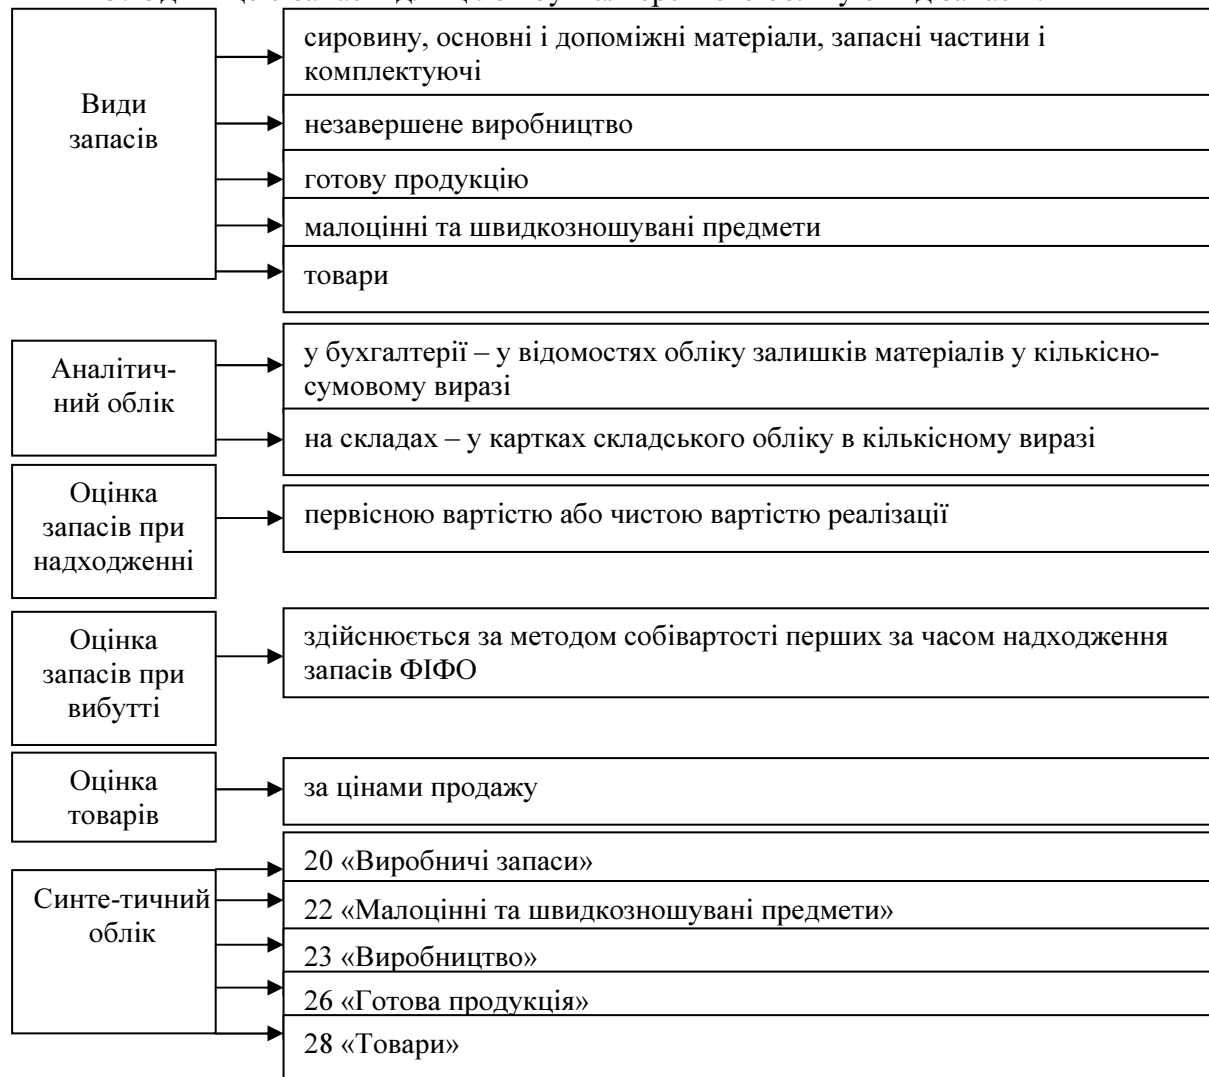 Види
запасів
сировину, основні і допоміжні матеріали, запасні частини і
комплектуючі
незавершене виробництво
готову продукцію
малоцінні та швидкозношувані предмети
товари
Аналітич-
ний облік
у бухгалтерії – у відомостях обліку залишків матеріалів у кількісно-
сумовому виразі
на складах – у картках складського обліку в кількісному виразі
Оцінка
запасів при
надходженні
первісною вартістю або чистою вартістю реалізації
Оцінка
запасів при
вибутті
здійснюється за методом собівартості перших за часом надходження
запасів ФІФО
Оцінка
товарів
за цінами продажу
Синте-тичний
облік
20 «Виробничі запаси»
22 «Малоцінні та швидкозношувані предмети»
23 «Виробництво»
26 «Готова продукція»
28 «Товари»